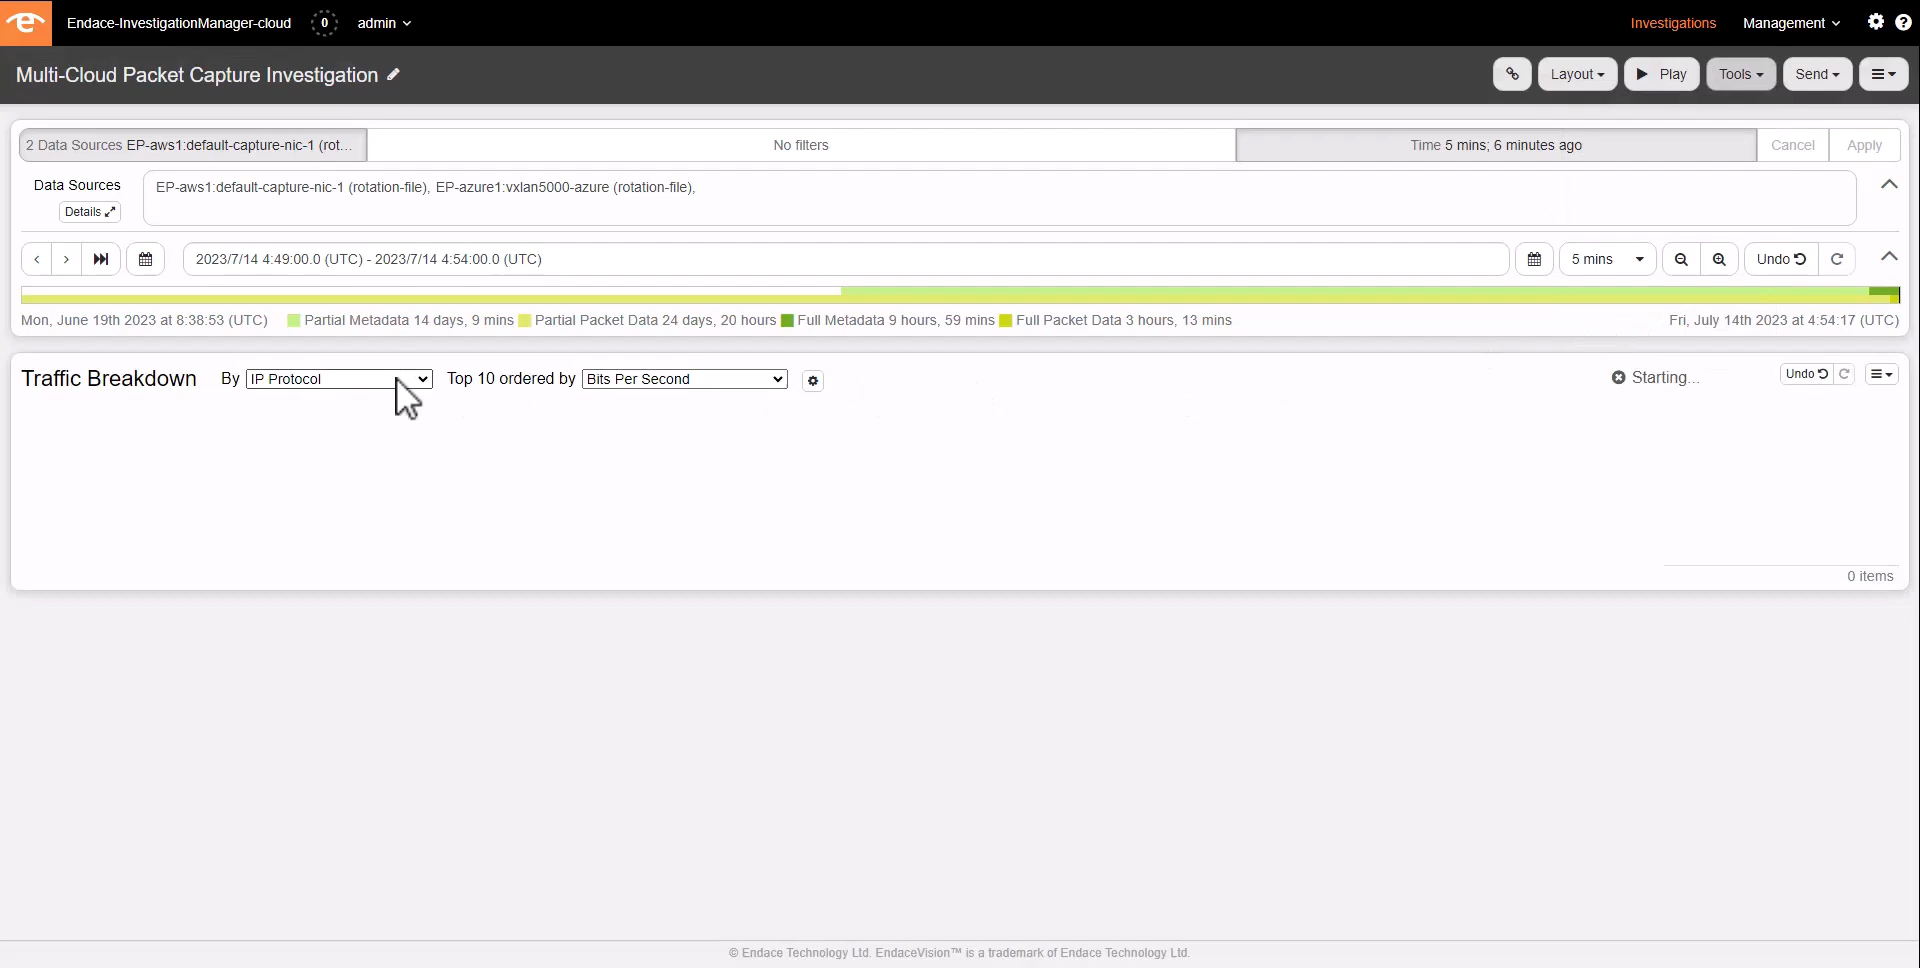 Endace-InvestigationManager-cloud 0 admin Investigations Management
Multi-Cloud Packet Capture Investigation Layout Play Tools Send
2 Data Sources EP-aws1:default-capture-nic-1 (rot... No filters Time 5 mins; 6 minutes ago Cancel Apply
Data Sources EP-aws1:default-capture-nic-1 (rotation-file), EP-azure1:vxlan5000-azure (rotation-file),
Details
2023/7/14 4:49:00.0 (UTC) - 2023/7/14 4:54:00.0 (UTC) 5 mins Undo
Mon, June 19th 2023 at 8:38:53 (UTC) Partial Metadata 14 days, 9 mins Partial Packet Data 24 days, 20 hours Full Metadata 9 hours, 59 mins Full Packet Data 3 hours, 13 mins Fri, July 14th 2023 at 4:54:17 (UTC)
Traffic Breakdown By IP Protocol Top 10 ordered by Bits Per Second Starting... Undo
0 items
© Endace Technology Ltd. EndaceVision™ is a trademark of Endace Technology Ltd.